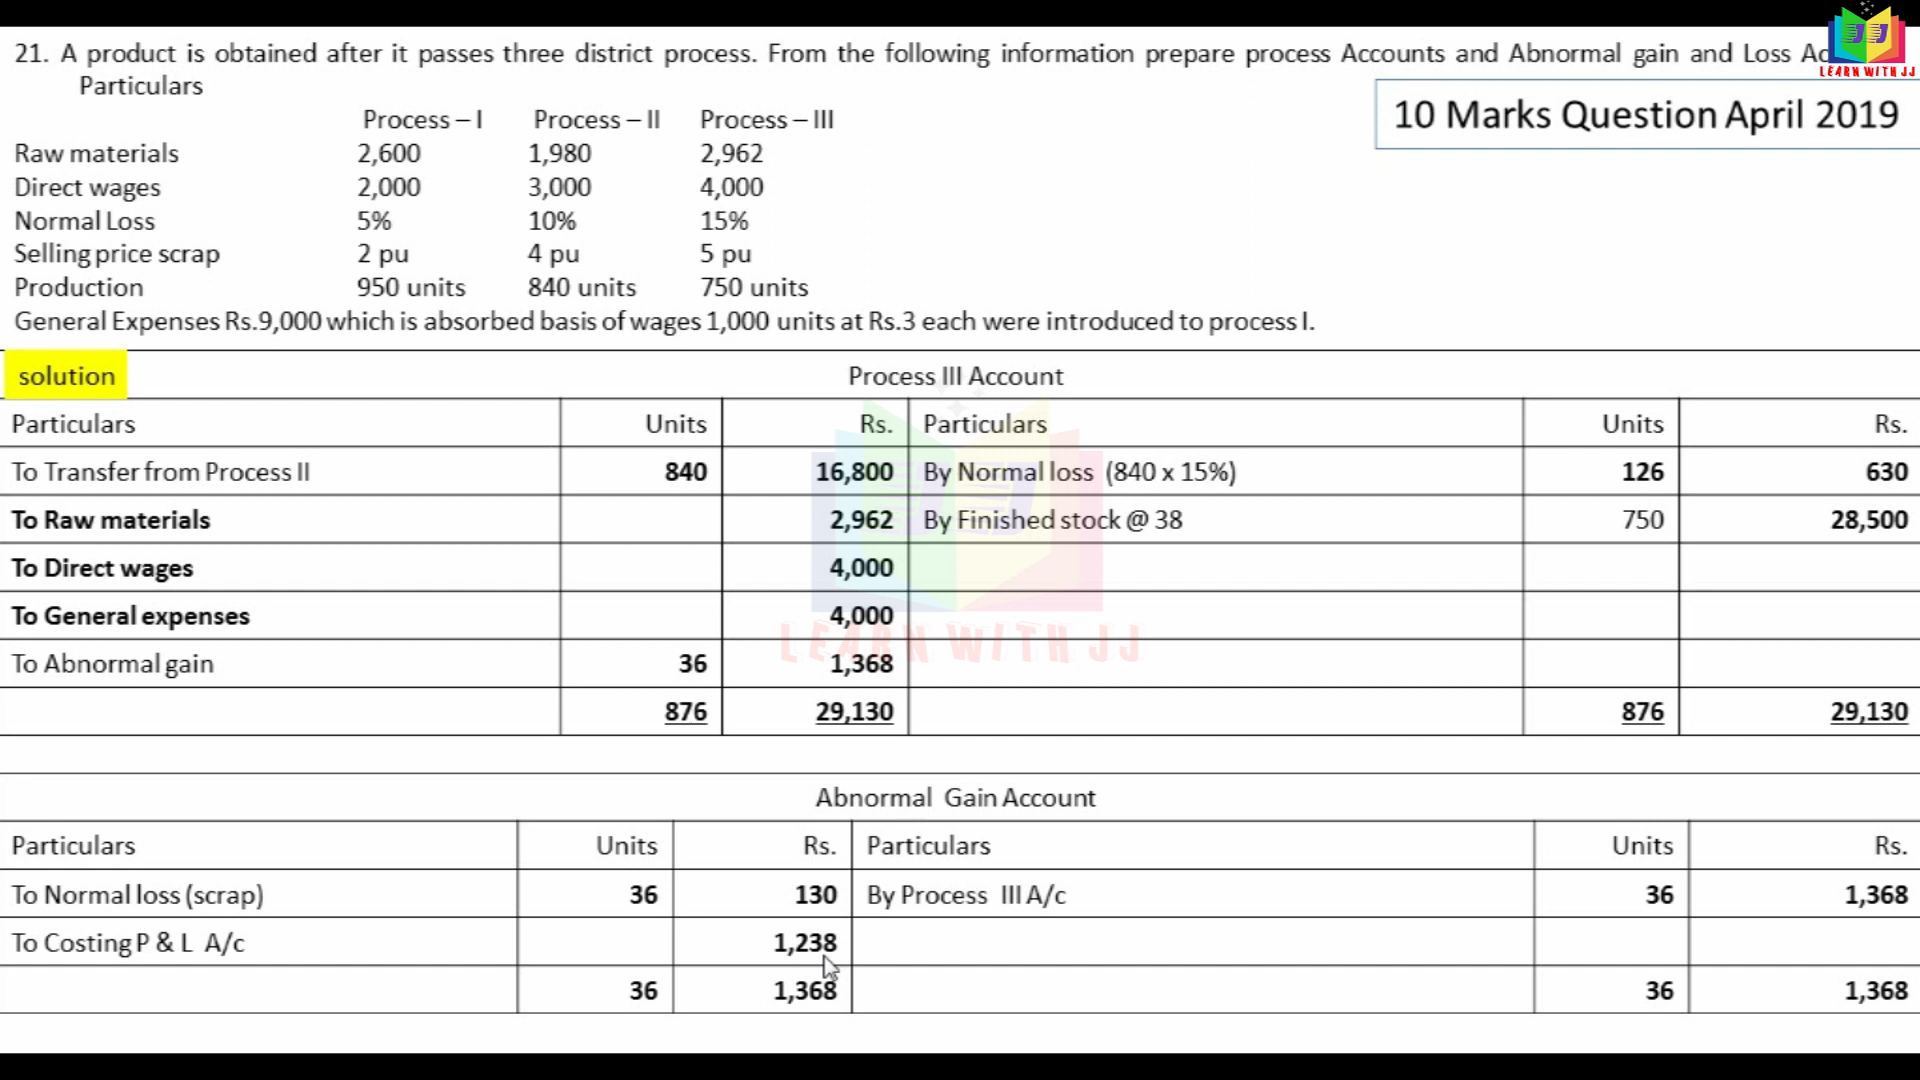 LEARN WITH JJ
21. A product is obtained after it passes three district process. From the following information prepare process Accounts and Abnormal gain and Loss Ac
Particulars
10 Marks Question April 2019
Process – I Process – II Process – III
Raw materials 2,600 1,980 2,962
Direct wages 2,000 3,000 4,000
Normal Loss 5% 10% 15%
Selling price scrap 2 pu 4 pu 5 pu
Production 950 units 840 units 750 units
General Expenses Rs.9,000 which is absorbed basis of wages 1,000 units at Rs.3 each were introduced to process I.
solution Process III Account
Particulars Units Rs. Particulars Units Rs.
To Transfer from Process II 840 16,800 By Normal loss (840 x 15%) 126 630
To Raw materials 2,962 By Finished stock @ 38 750 28,500
To Direct wages 4,000
To General expenses 4,000
LEARN WITH JJ
To Abnormal gain 36 1,368
876 29,130 876 29,130
Abnormal Gain Account
Particulars Units Rs. Particulars Units Rs.
To Normal loss (scrap) 36 130 By Process III A/c 36 1,368
To Costing P & L A/c 1,238
36 1,368 36 1,368